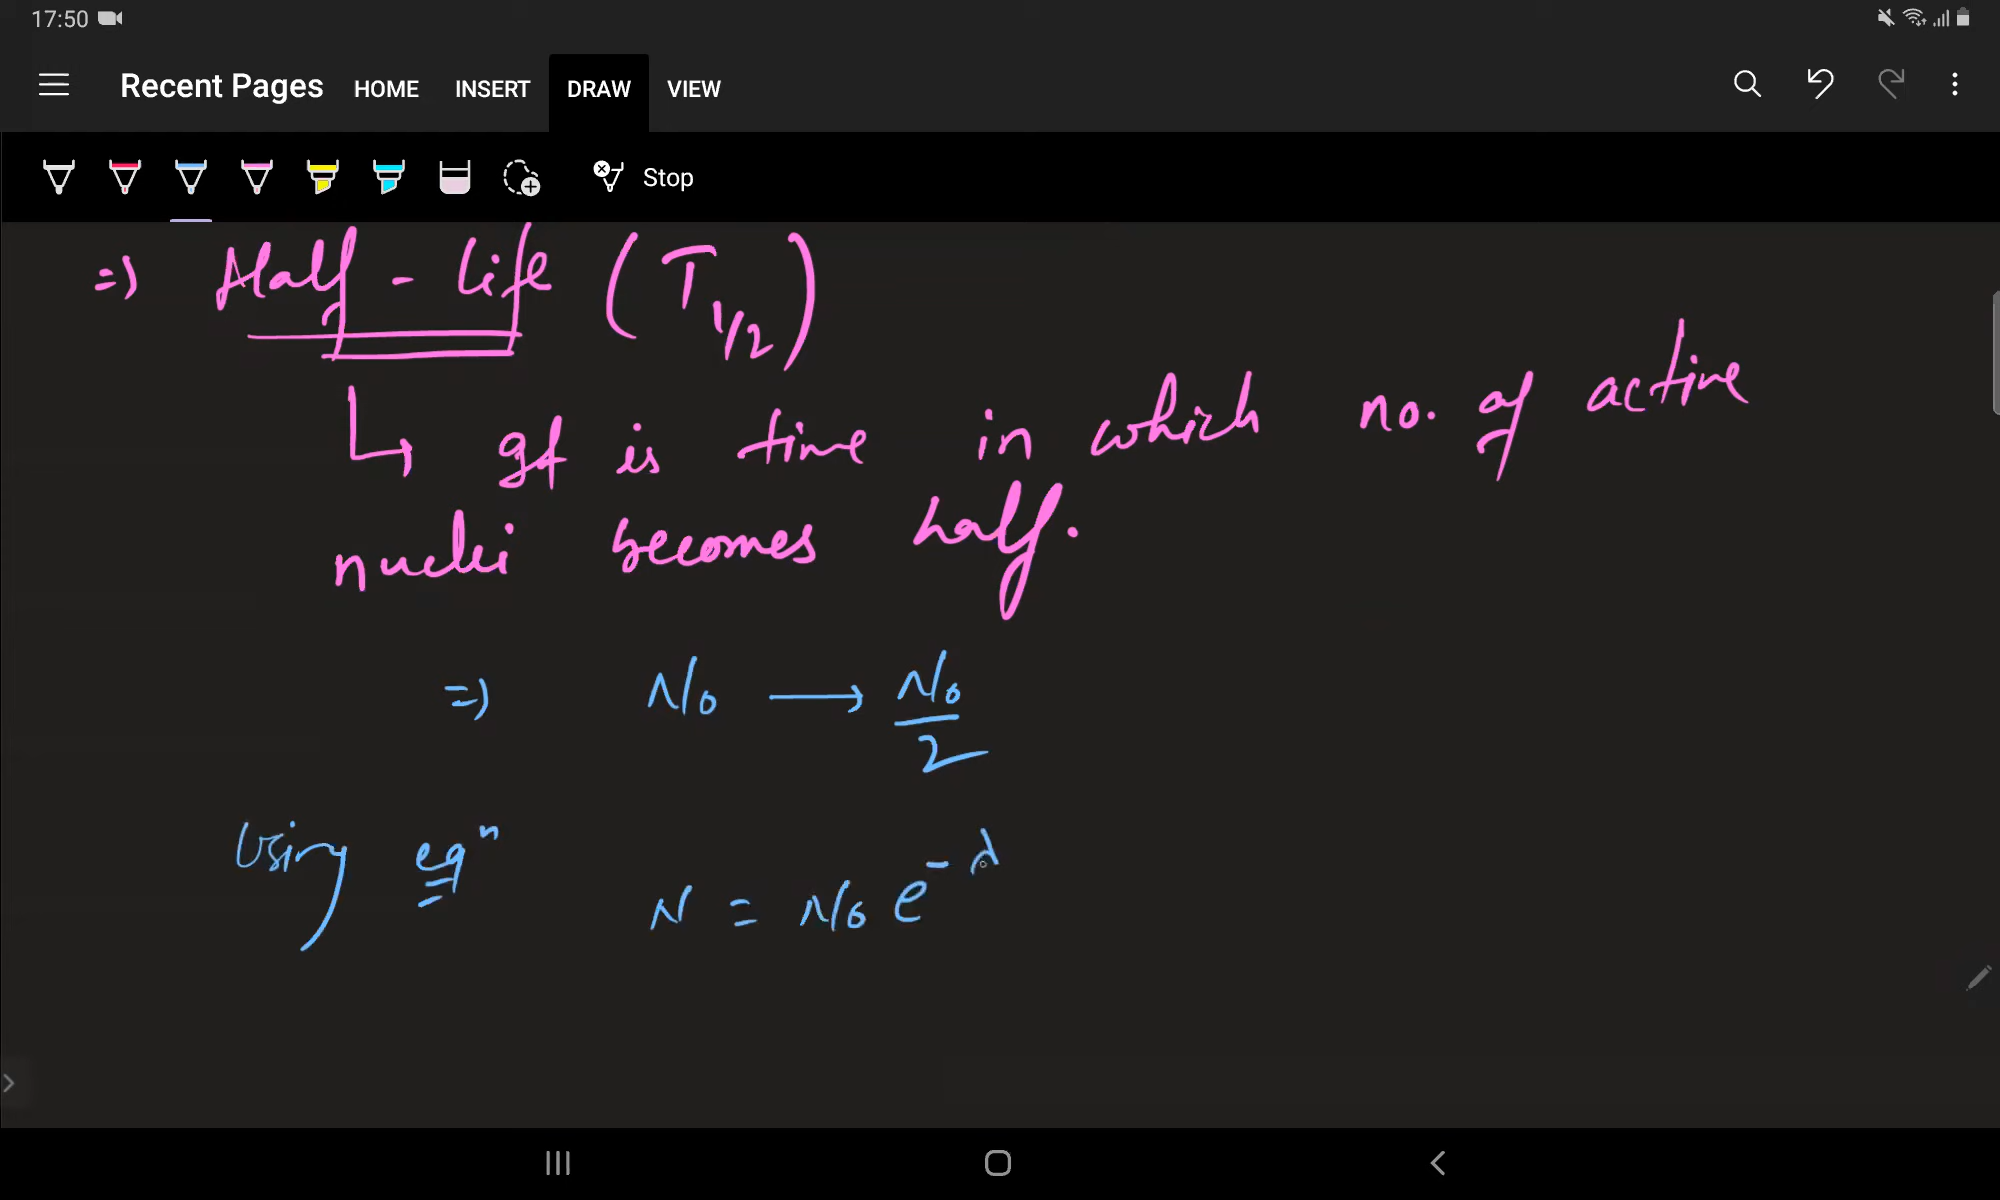 17:50
Recent Pages HOME INSERT DRAW VIEW
Stop
=> Half - life (T1/2)
↳ It is time in which no. of active
nuclei becomes half.
=> N0 → N0/2
Using eqn N = N0 e^-λ